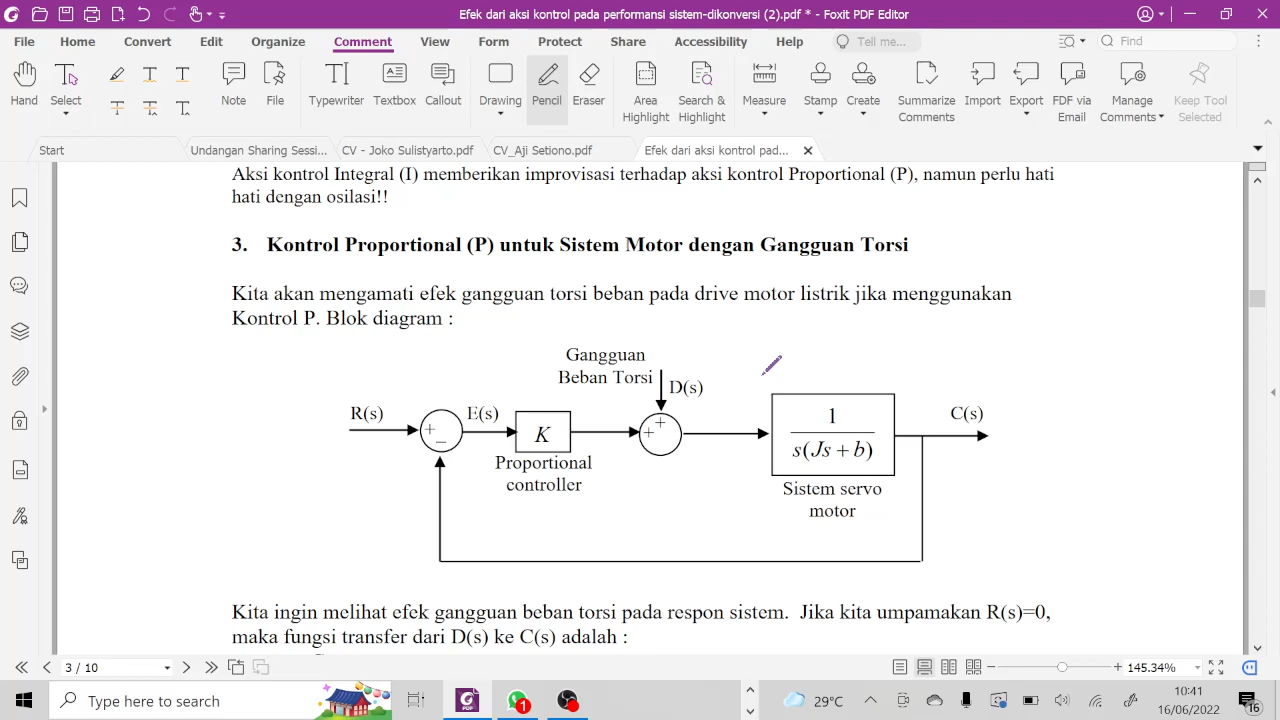 Efek dari aksi kontrol pada performansi sistem-dikonversi (2).pdf * - Foxit PDF Editor
File Home Convert Edit Organize Comment View Form Protect Share Accessibility Help Tell me... Find
Hand Select Note File Typewriter Textbox Callout Drawing Pencil Eraser Area Highlight Search & Highlight Measure Stamp Create Summarize Comments Import Export FDF via Email Manage Comments Keep Tool Selected
Start Undangan Sharing Sessi... CV - Joko Sulistyarto.pdf CV_Aji Setiono.pdf Efek dari aksi kontrol pad...
Aksi kontrol Integral (I) memberikan improvisasi terhadap aksi kontrol Proportional (P), namun perlu hati
hati dengan osilasi!!
3. Kontrol Proportional (P) untuk Sistem Motor dengan Gangguan Torsi
Kita akan mengamati efek gangguan torsi beban pada drive motor listrik jika menggunakan
Kontrol P. Blok diagram :
Gangguan
Beban Torsi
D(s)
R(s)
E(s)
C(s)
+
−
K
+
+
1
s(Js + b)
Proportional
controller
Sistem servo
motor
Kita ingin melihat efek gangguan beban torsi pada respon sistem. Jika kita umpamakan R(s)=0,
maka fungsi transfer dari D(s) ke C(s) adalah :
3 / 10
145.34%
Type here to search
PDF
1
29°C
10:41
16/06/2022
16